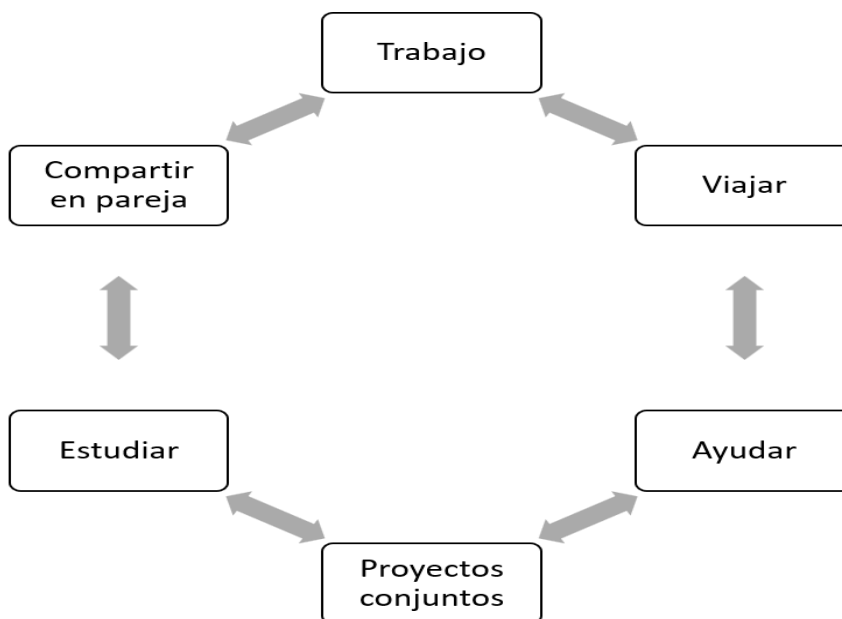 Trabajo
Viajar
Ayudar
Proyectos
conjuntos
Estudiar
Compartir
en pareja